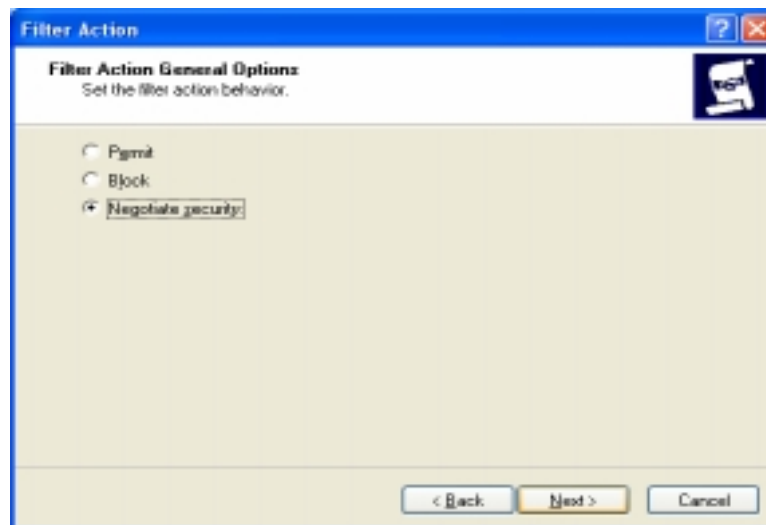 Filter Action
Filter Action General Options
Set the filter action behavior.
Permit
Block
Negotiate security:
< Back
Next >
Cancel